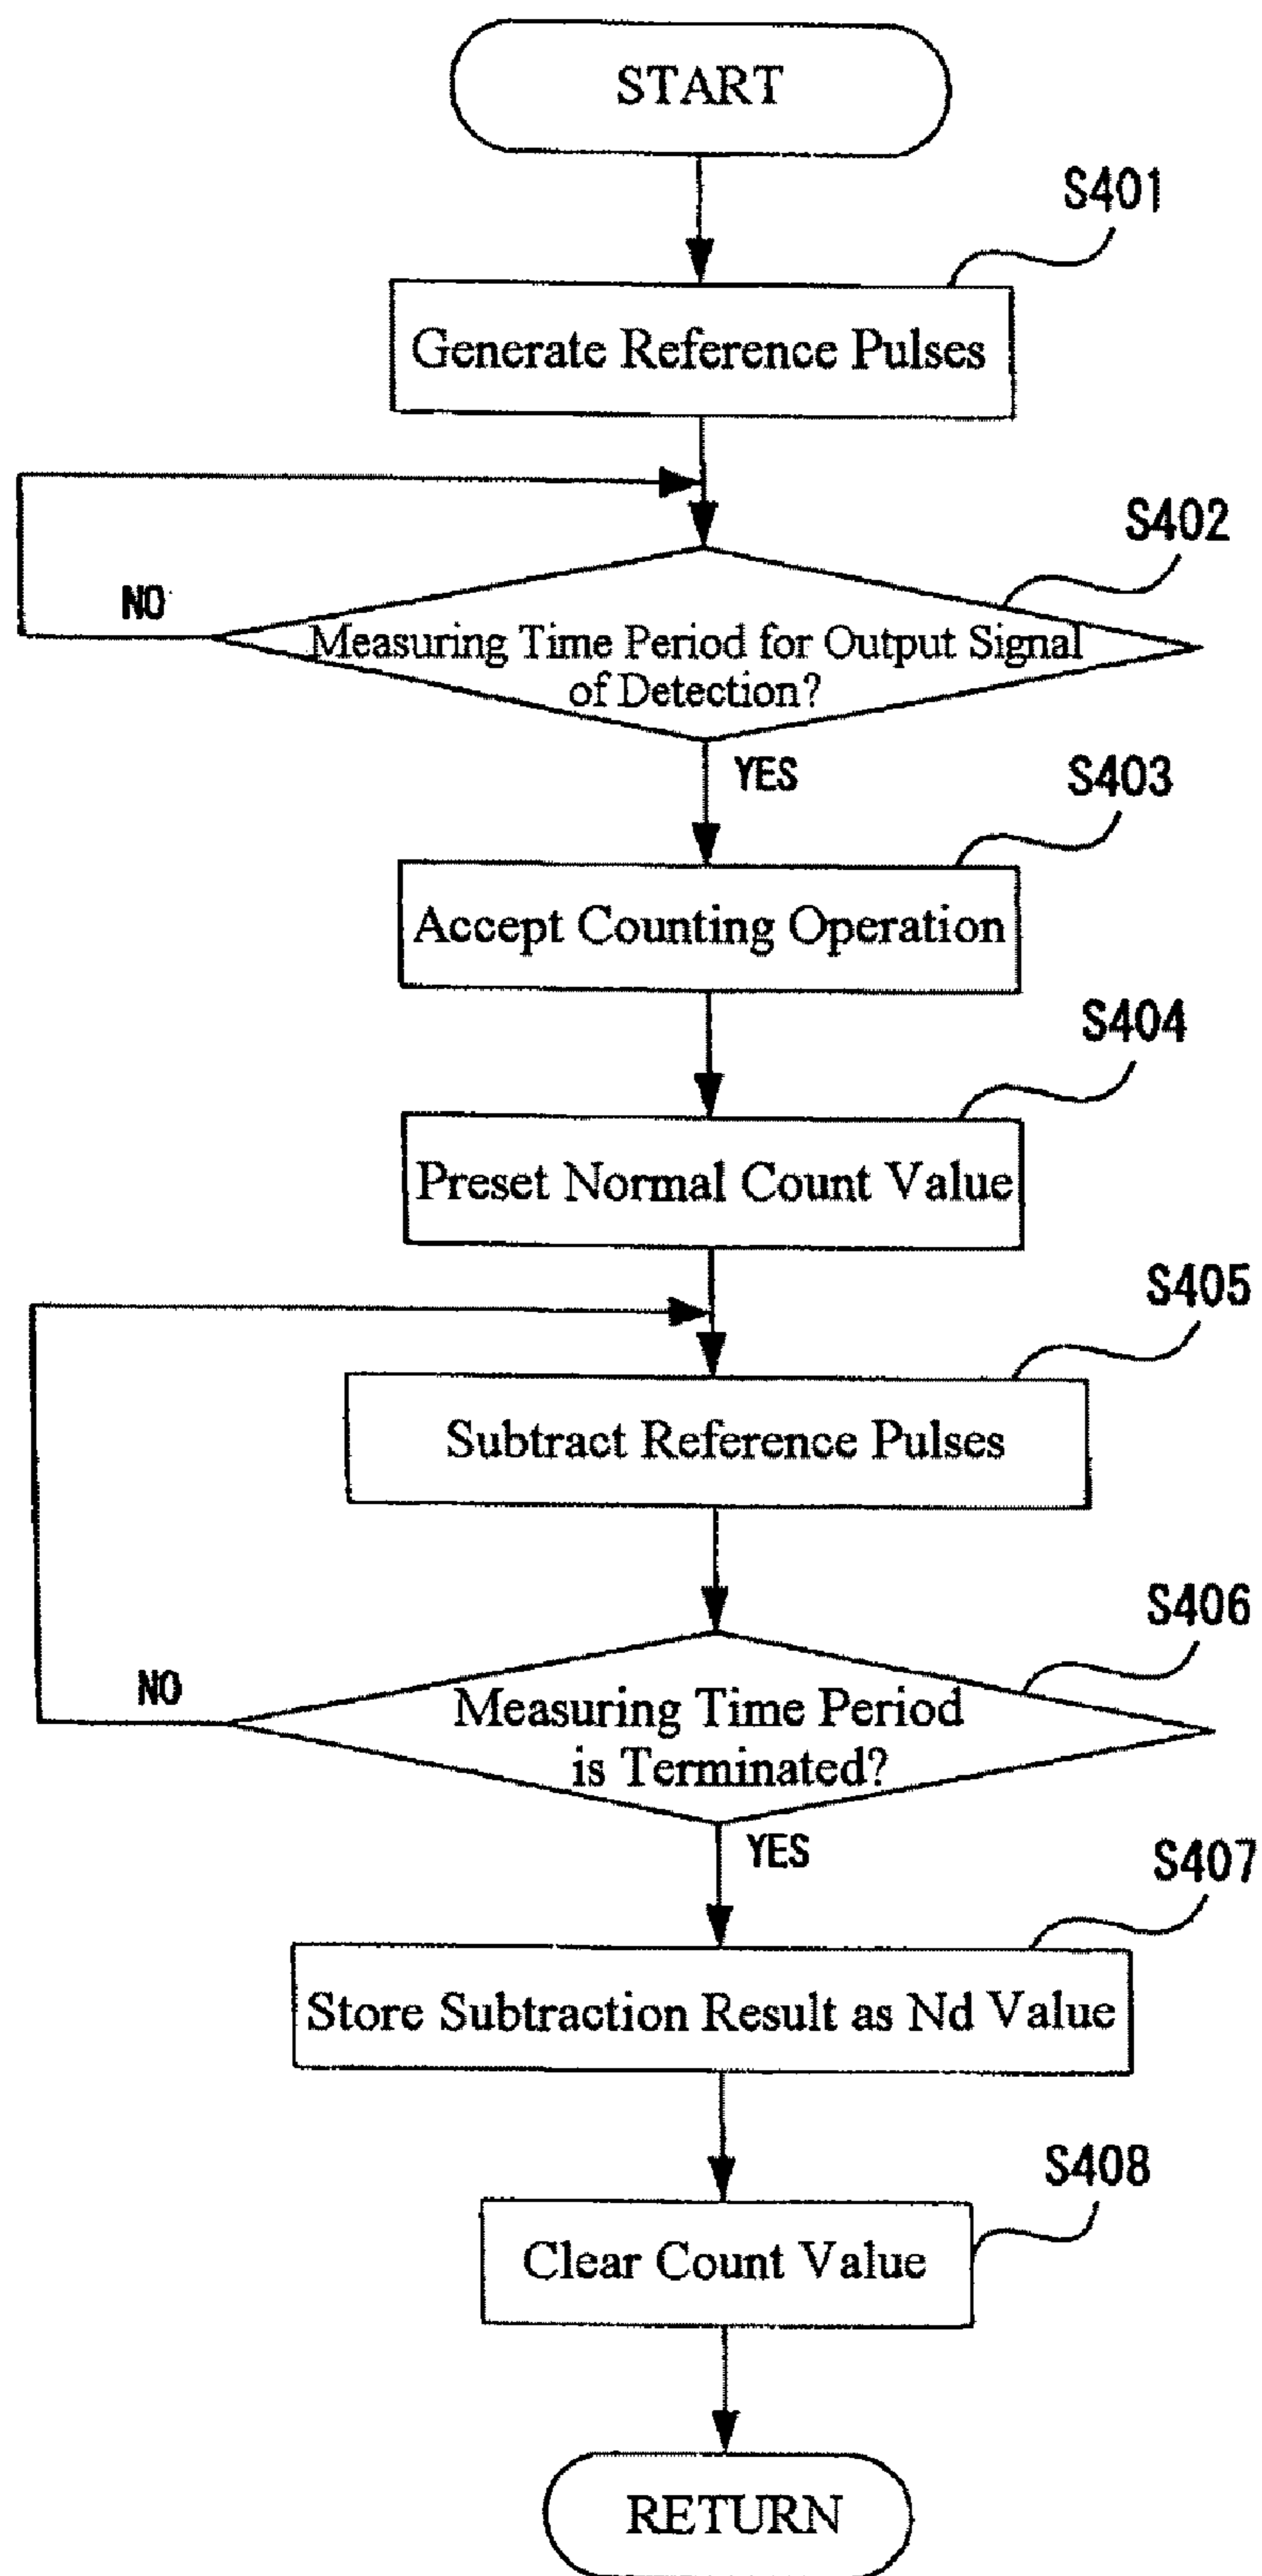 START
S401
Generate Reference Pulses
S402
NO
Measuring Time Period for Output Signal
of Detection?
YES
S403
Accept Counting Operation
S404
Preset Normal Count Value
S405
Subtract Reference Pulses
S406
NO
Measuring Time Period
is Terminated?
YES
S407
Store Subtraction Result as Nd Value
S408
Clear Count Value
RETURN